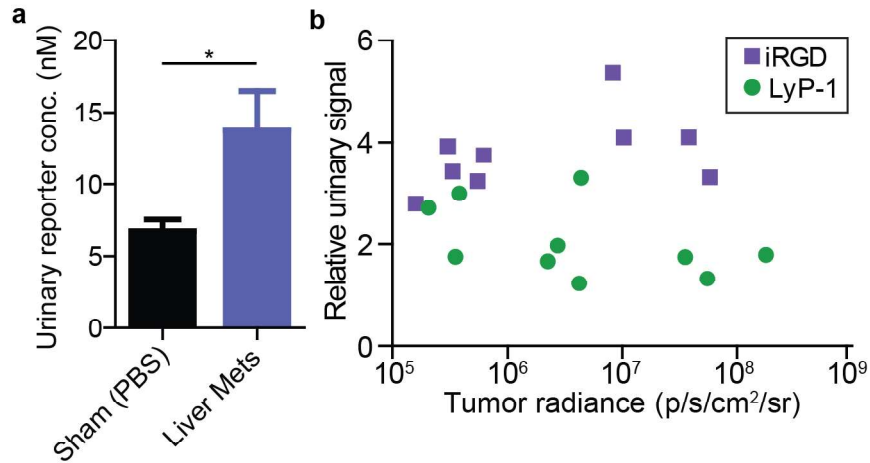 a
Urinary reporter conc. (nM)
20
15
10
5
0
*
Sham (PBS)
Liver Mets
b
Relative urinary signal
6
4
2
0
iRGD
LyP-1
10⁵
10⁶
10⁷
10⁸
10⁹
Tumor radiance (p/s/cm²/sr)